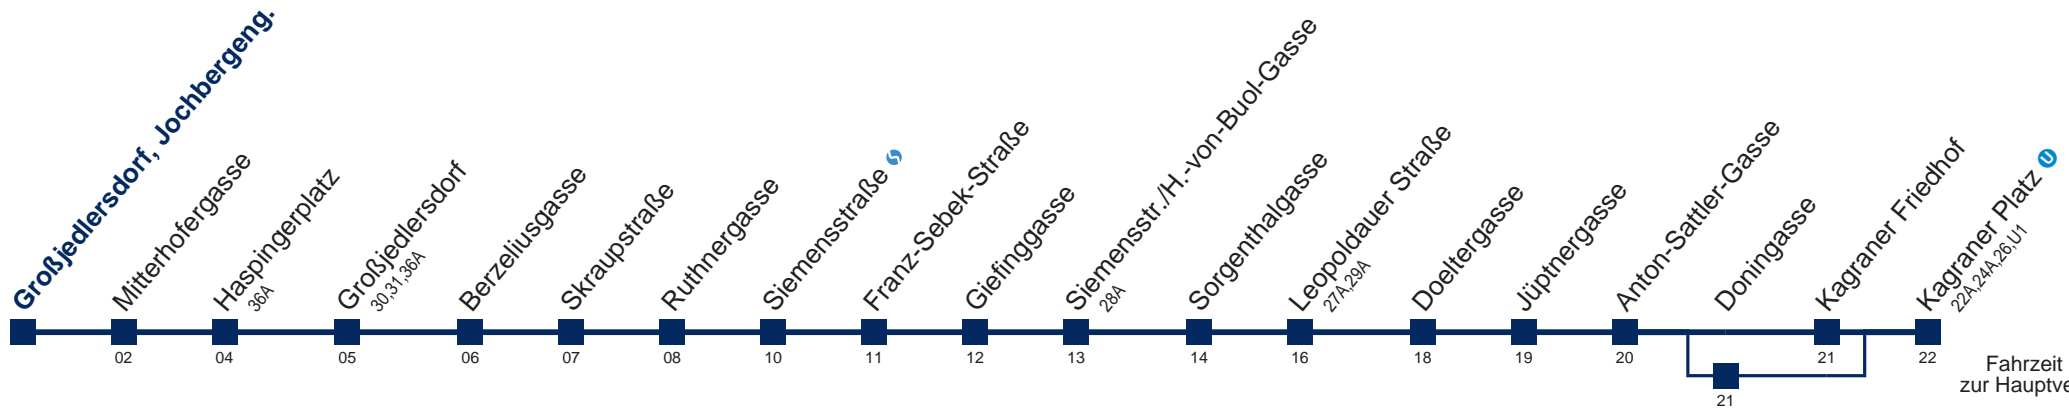 Großjedlersdorf, Jochbergeng.
Mitterhofergasse
02
Haspingerplatz
36A
04
Großjedlersdorf
30,31,36A
05
Berzeliusgasse
06
Skraupstraße
07
Ruthnergasse
08
Siemensstraße S
10
Franz-Sebek-Straße
11
Giefinggasse
12
Siemensstr./H.-von-Buol-Gasse
28A
13
Sorgenthalgasse
14
Leopoldauer Straße
27A,29A
16
Doeltergasse
18
Jüptnergasse
19
Anton-Sattler-Gasse
20
Doningasse
21
Kagraner Friedhof
21
Kagraner Platz U
22A,24A,26,U1
22
Fahrzeit
zur Hauptve